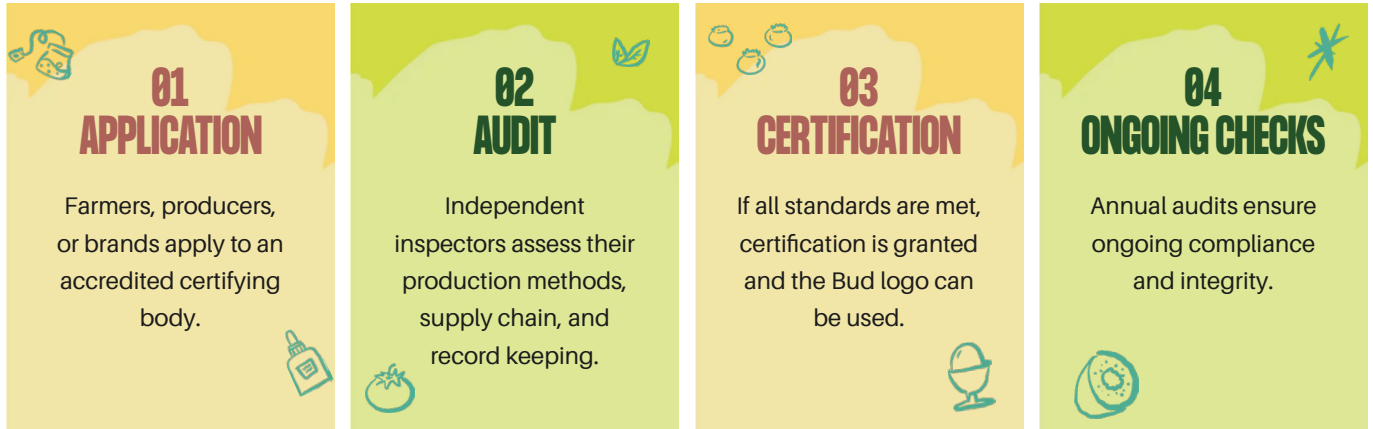 01
APPLICATION
Farmers, producers,
or brands apply to an
accredited certifying
body.
02
AUDIT
Independent
inspectors assess their
production methods,
supply chain, and
record keeping.
03
CERTIFICATION
If all standards are met,
certification is granted
and the Bud logo can
be used.
04
ONGOING CHECKS
Annual audits ensure
ongoing compliance
and integrity.